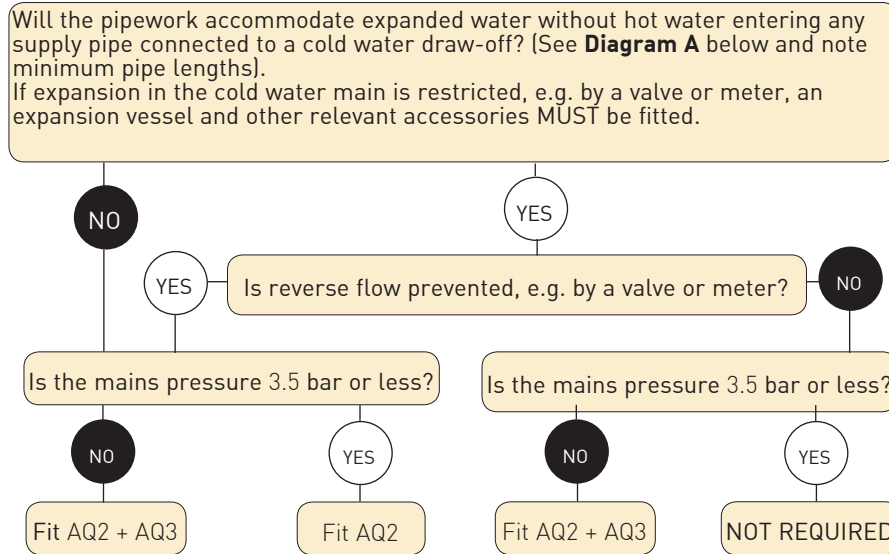 Will the pipework accommodate expanded water without hot water entering any
supply pipe connected to a cold water draw-off? (See Diagram A below and note
minimum pipe lengths).
If expansion in the cold water main is restricted, e.g. by a valve or meter, an
expansion vessel and other relevant accessories MUST be fitted.
NO
YES
YES
Is reverse flow prevented, e.g. by a valve or meter?
NO
Is the mains pressure 3.5 bar or less?
Is the mains pressure 3.5 bar or less?
NO
YES
NO
YES
Fit AQ2 + AQ3
Fit AQ2
Fit AQ2 + AQ3
NOT REQUIRED